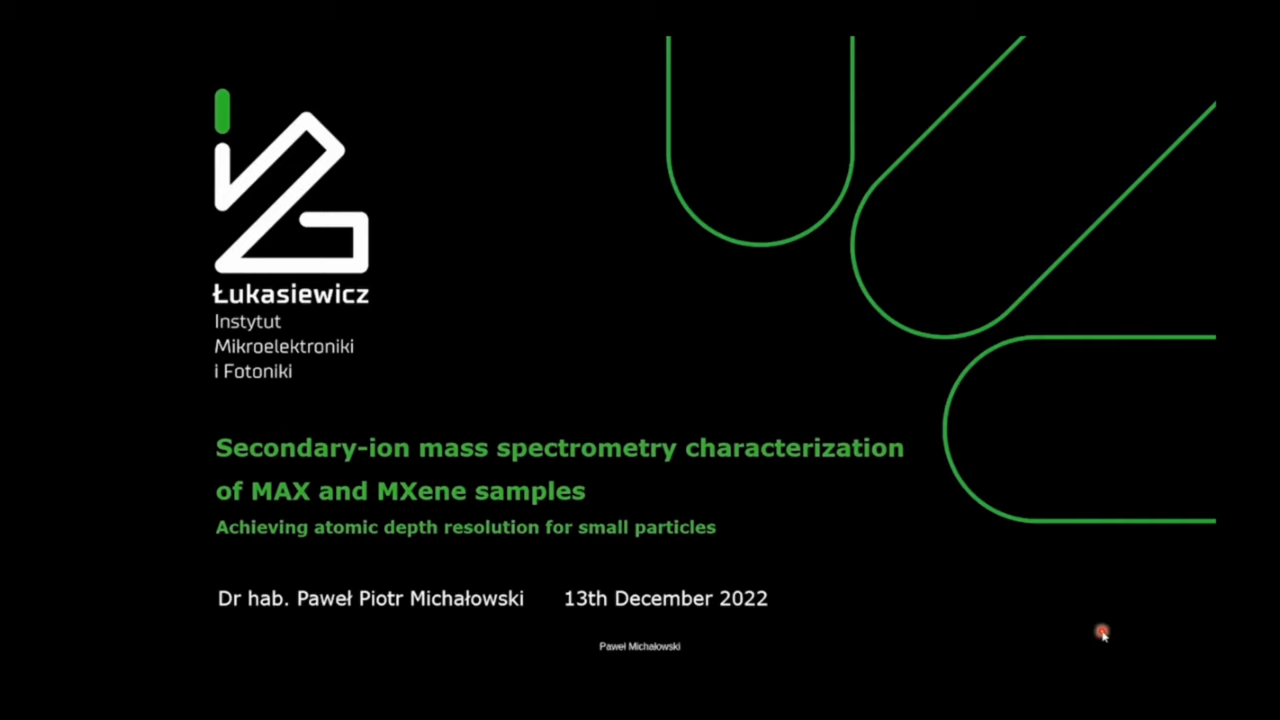 Łukasiewicz
Instytut
Mikroelektroniki
i Fotoniki
Secondary-ion mass spectrometry characterization
of MAX and MXene samples
Achieving atomic depth resolution for small particles
Dr hab. Paweł Piotr Michałowski 13th December 2022
Paweł Michałowski